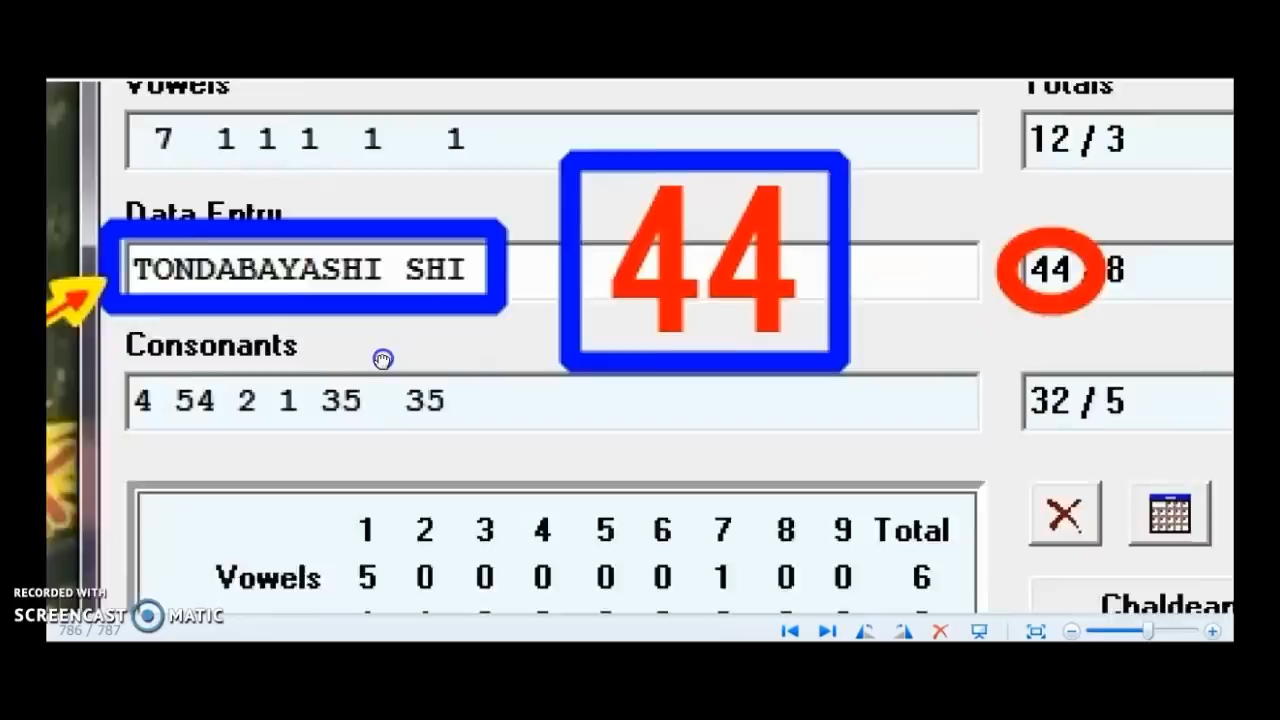 Vowels Totals
7 1 1 1 1 1 12 / 3
44
Data Entry
TONDABAYASHI SHI 44 8
Consonants
4 54 2 1 35 35 32 / 5
1 2 3 4 5 6 7 8 9 Total
Vowels 5 0 0 0 0 0 1 0 0 6
Chaldean
RECORDED WITH
SCREENCAST MATIC
786 / 787